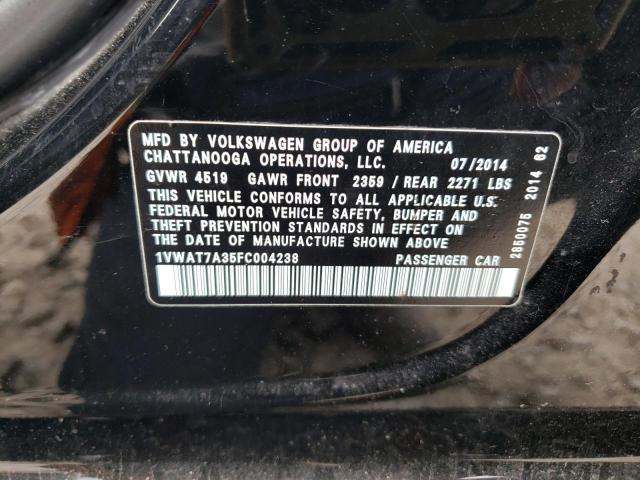 MFD BY VOLKSWAGEN GROUP OF AMERICA
CHATTANOOGA OPERATIONS, LLC. 07/2014
GVWR 4519 GAWR FRONT 2359 / REAR 2271 LBS
THIS VEHICLE CONFORMS TO ALL APPLICABLE U.S.
FEDERAL MOTOR VEHICLE SAFETY, BUMPER AND
THEFT PREVENTION STANDARDS IN EFFECT ON
THE DATE OF MANUFACTURE SHOWN ABOVE
1VWAT7A35FC004238 PASSENGER CAR
2850075 2014 62